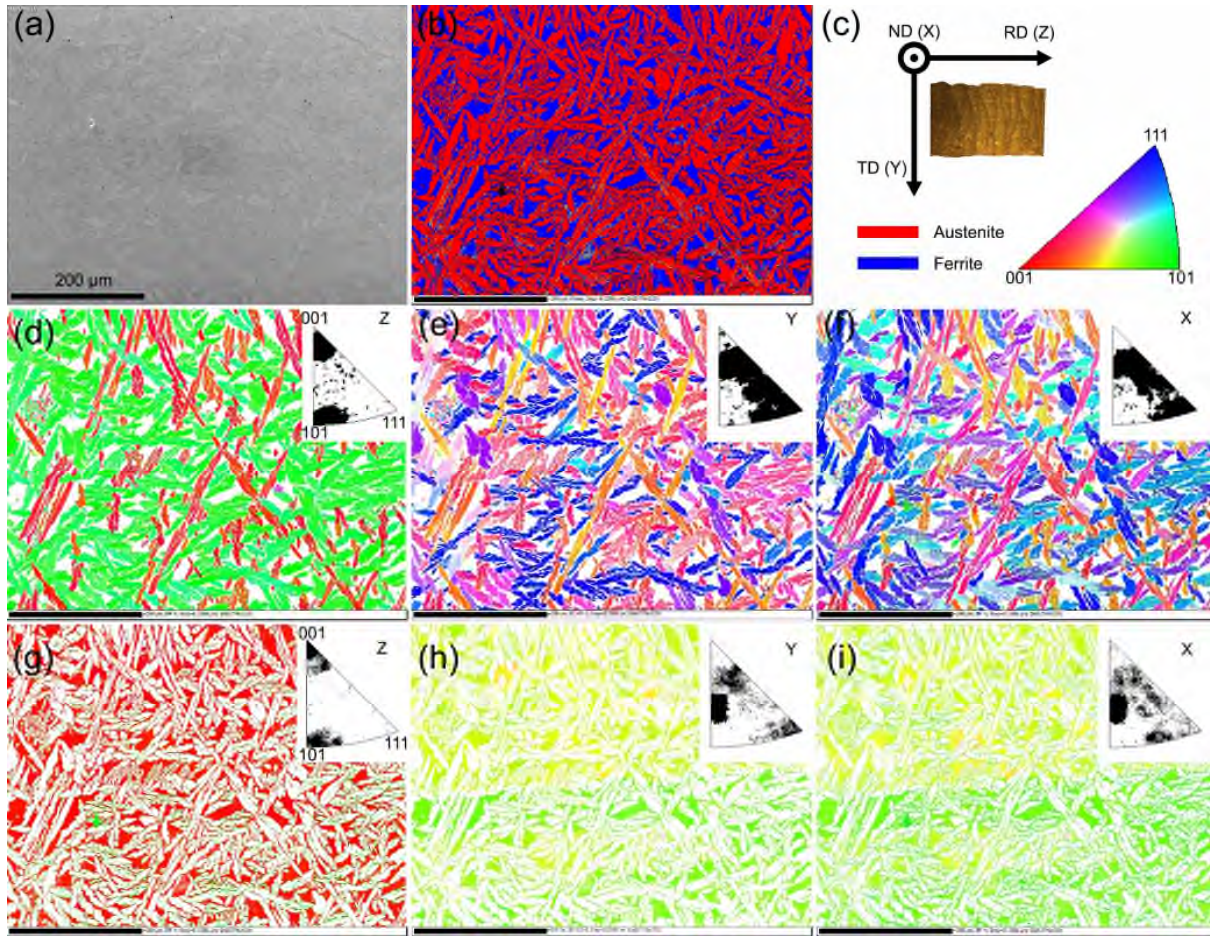 (a)
200 µm
(b)
(c)
ND (X)
RD (Z)
TD (Y)
Austenite
Ferrite
111
001
101
(d)
001
Z
101
111
(e)
Y
(f)
X
(g)
001
Z
101
111
(h)
Y
(i)
X